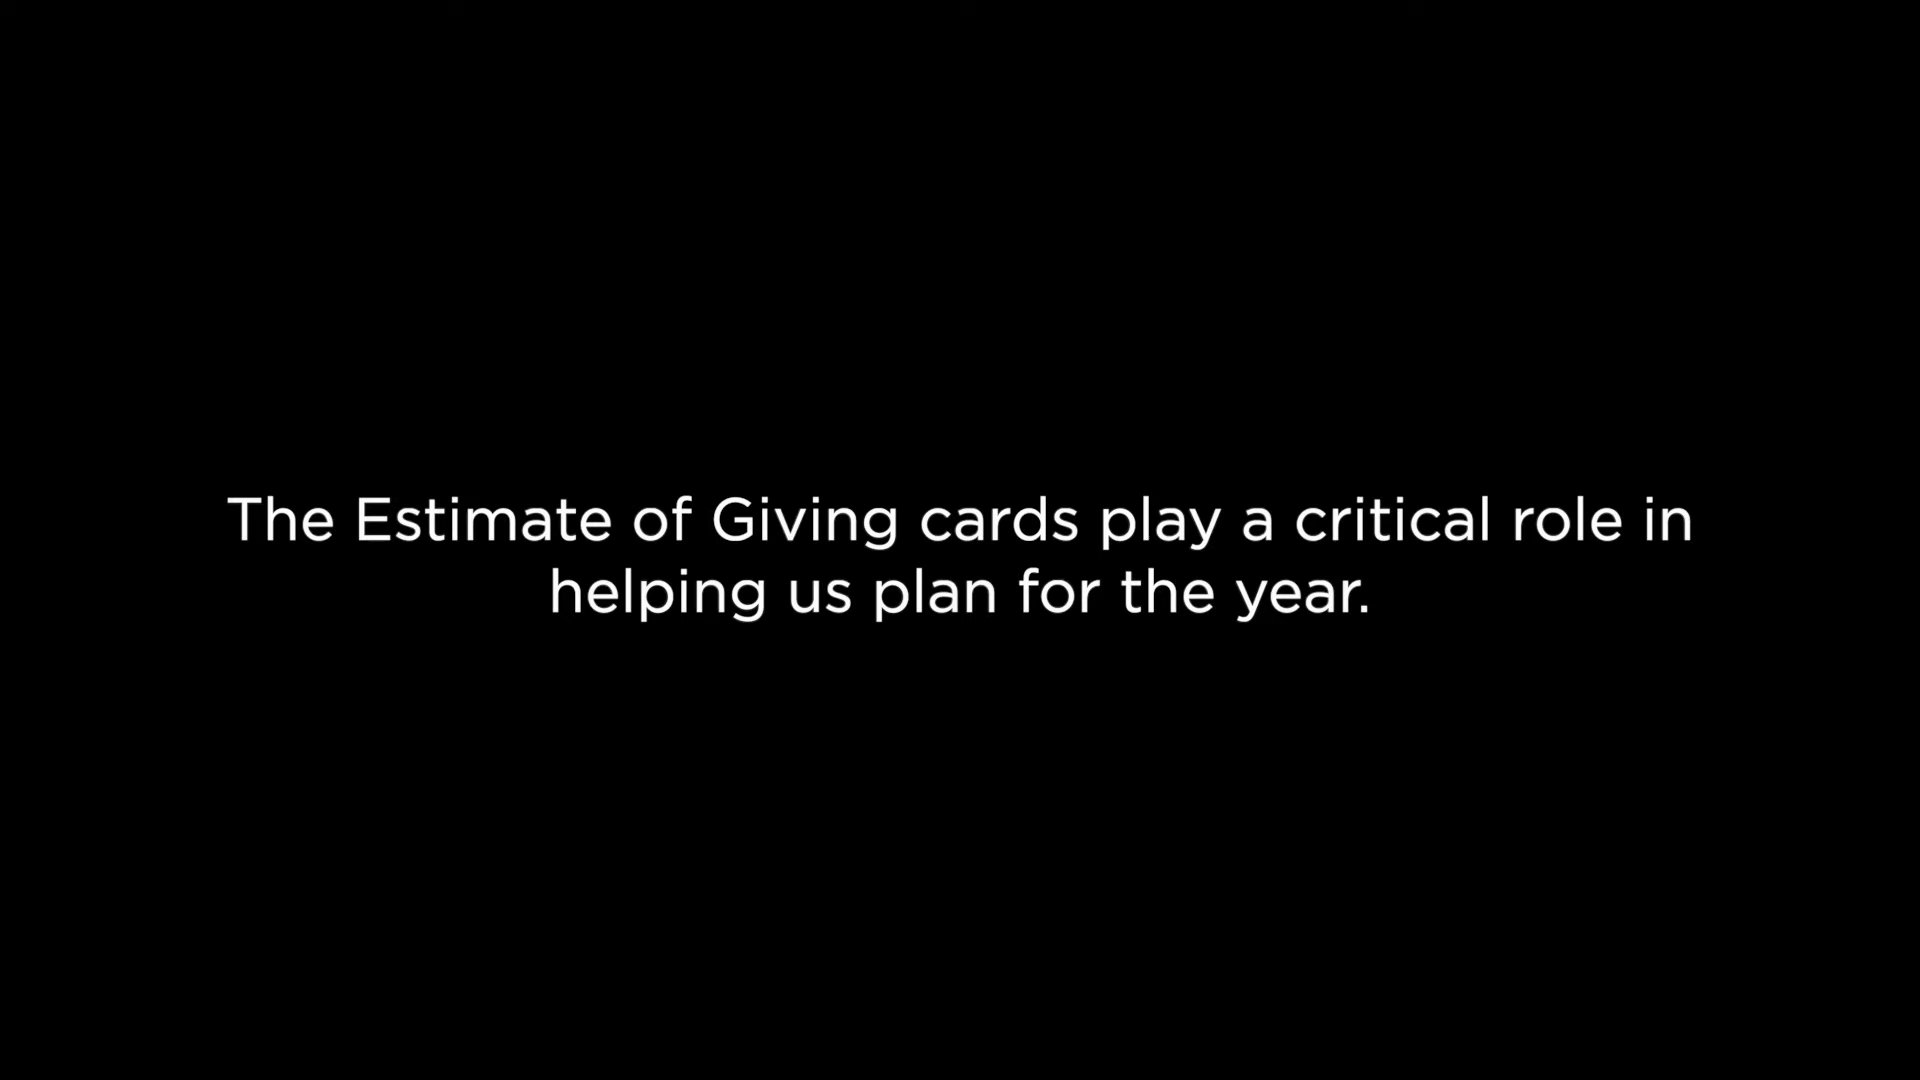 The Estimate of Giving cards play a critical role in
helping us plan for the year.